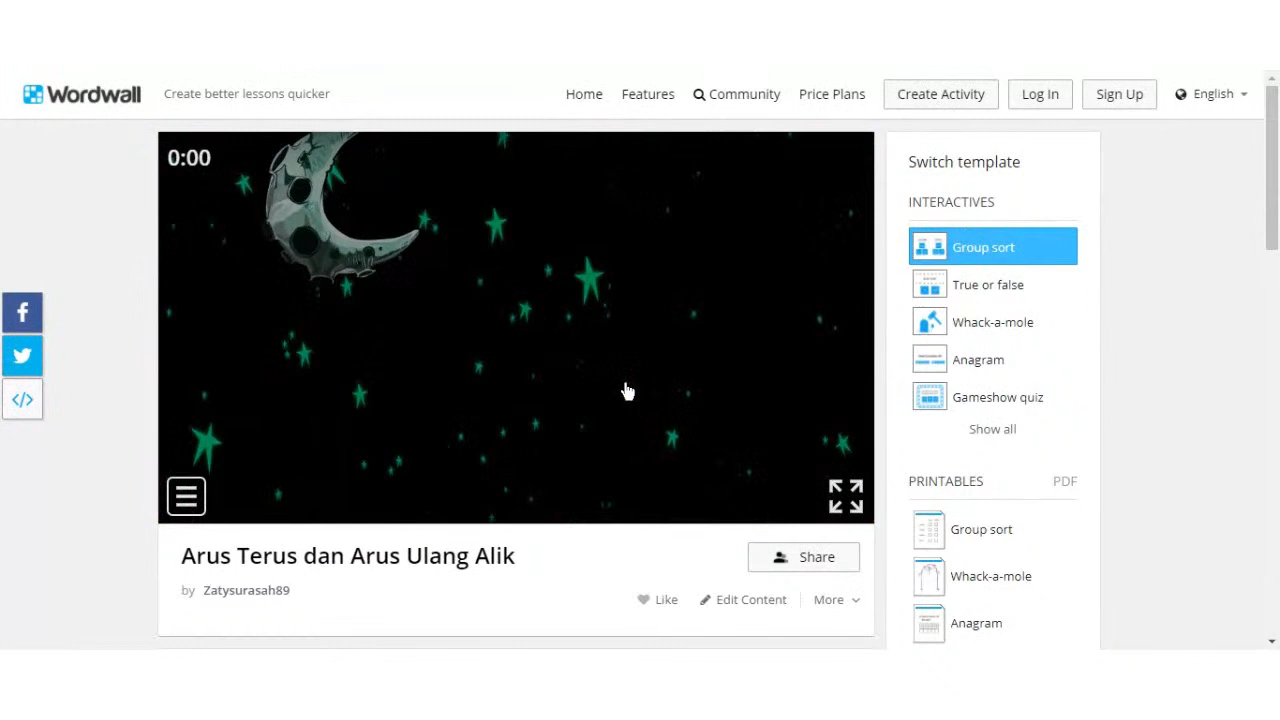 Wordwall Create better lessons quicker Home Features Community Price Plans Create Activity Log In Sign Up English
0:00
Switch template
INTERACTIVES
Group sort
True or false
Whack-a-mole
Anagram
Gameshow quiz
Show all
PRINTABLES PDF
Group sort
Whack-a-mole
Anagram
Arus Terus dan Arus Ulang Alik
Share
by Zatysurasah89
Like Edit Content More